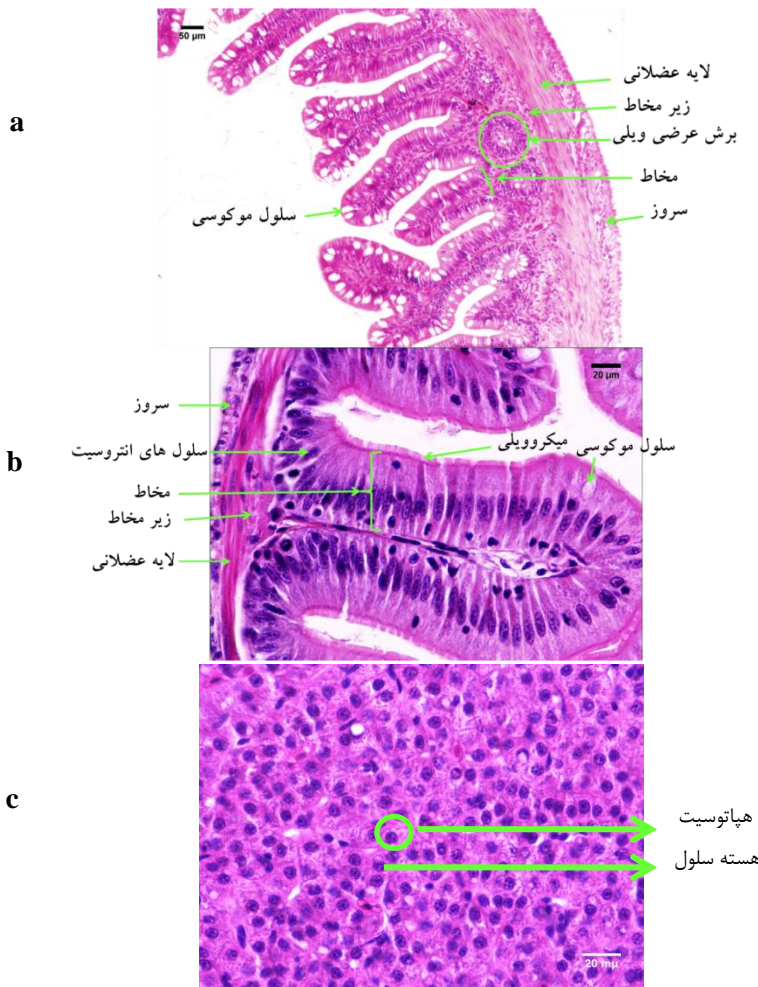 a
50 µm
لایه عضلانی
زیر مخاط
برش عرضی ویلی
مخاط
سروز
سلول موکوسی
b
20 µm
سروز
سلول های انتروسیت
مخاط
زیر مخاط
لایه عضلانی
میکروویلی
سلول موکوسی
c
هپاتوسیت
هسته سلول
20 mµ